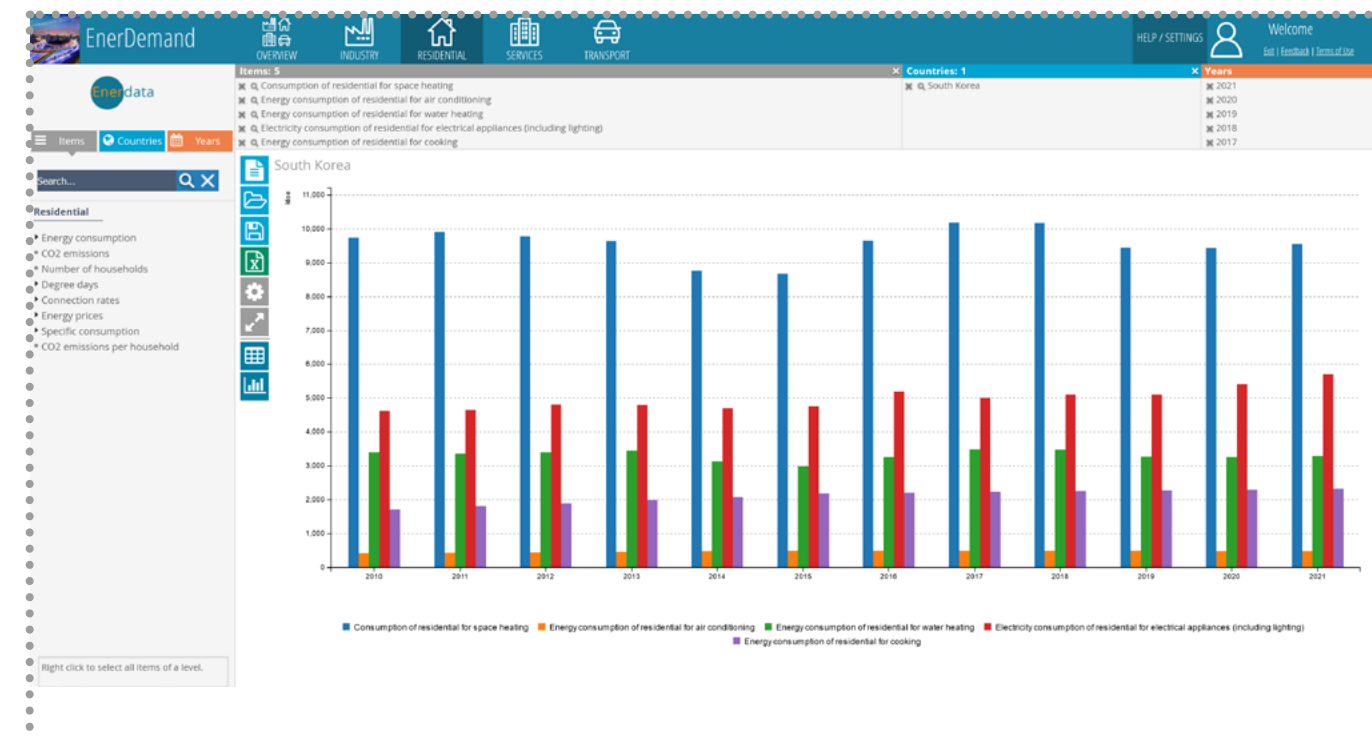 EnerDemand
OVERVIEW
INDUSTRY
RESIDENTIAL
SERVICES
TRANSPORT
HELP / SETTINGS
Welcome
Exit | Feedback | Terms of Use
Enerdata
Items: 5
Consumption of residential for space heating
Energy consumption of residential for air conditioning
Energy consumption of residential for water heating
Electricity consumption of residential for electrical appliances (including lighting)
Energy consumption of residential for cooking
Countries: 1
South Korea
Years
2021
2020
2019
2018
2017
Items
Countries
Years
Search...
Residential
Energy consumption
CO2 emissions
Number of households
Degree days
Connection rates
Energy prices
Specific consumption
CO2 emissions per household
Right click to select all items of a level.
South Korea
ktoe
11,000
10,000
9,000
8,000
7,000
6,000
5,000
4,000
3,000
2,000
1,000
0
2010 2011 2012 2013 2014 2015 2016 2017 2018 2019 2020 2021
Consumption of residential for space heating Energy consumption of residential for air conditioning Energy consumption of residential for water heating Electricity consumption of residential for electrical appliances (including lighting)
Energy consumption of residential for cooking